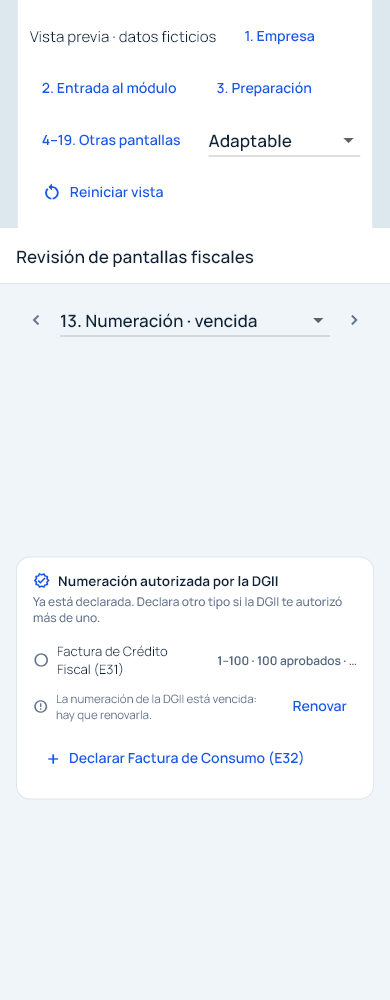 Vista previa · datos ficticios
1. Empresa
2. Entrada al módulo
3. Preparación
4–19. Otras pantallas
Adaptable
Reiniciar vista
Revisión de pantallas fiscales
13. Numeración · vencida
Numeración autorizada por la DGII
Ya está declarada. Declara otro tipo si la DGII te autorizó
más de uno.
Factura de Crédito
Fiscal (E31)
1–100 · 100 aprobados · ...
La numeración de la DGII está vencida:
hay que renovarla.
Renovar
+ Declarar Factura de Consumo (E32)